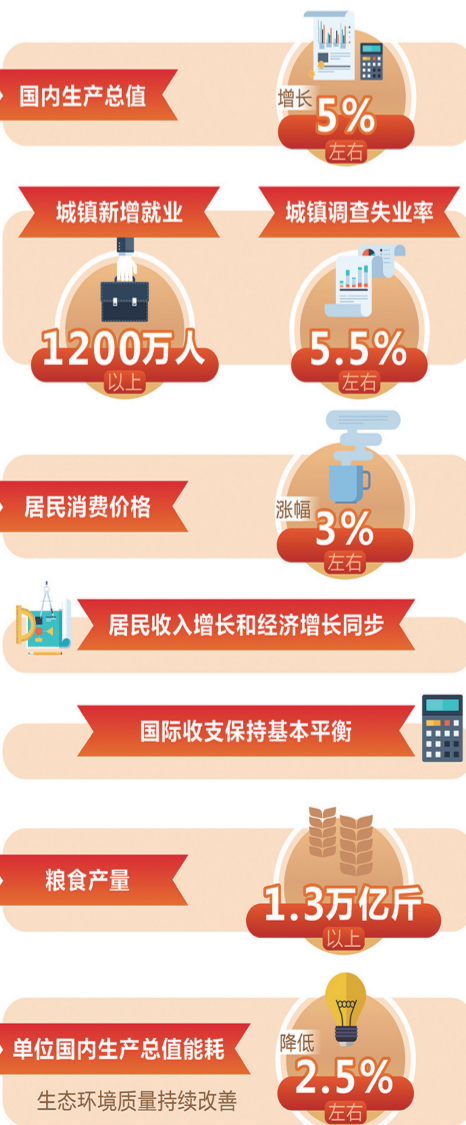 国内生产总值
增长
5%
左右
城镇新增就业
城镇调查失业率
1200万人
以上
5.5%
左右
居民消费价格
涨幅
3%
左右
居民收入增长和经济增长同步
国际收支保持基本平衡
粮食产量
1.3万亿斤
以上
单位国内生产总值能耗
降低
2.5%
左右
生态环境质量持续改善